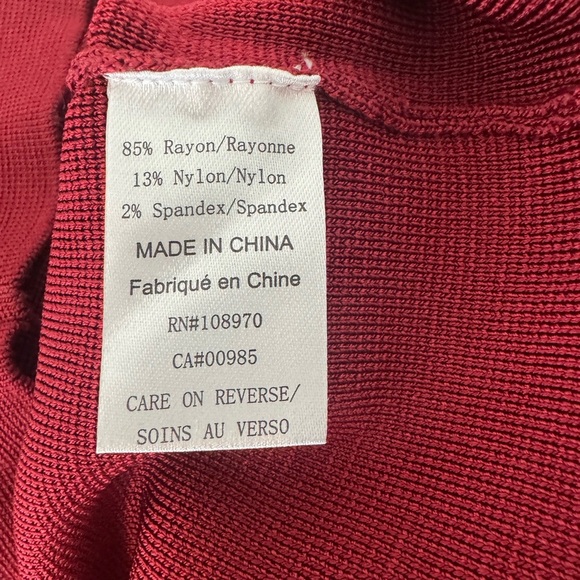 85% Rayon/Rayonne
13% Nylon/Nylon
2% Spandex/Spandex
MADE IN CHINA
Fabriqué en Chine
RN#108970
CA#00985
CARE ON REVERSE/
SOINS AU VERSO